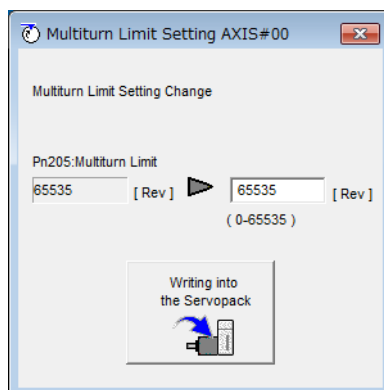 Multiturn Limit Setting AXIS#00
Multiturn Limit Setting Change
Pn205:Multiturn Limit
65535 [ Rev ] 65535 [ Rev ]
( 0-65535 )
Writing into
the Servopack